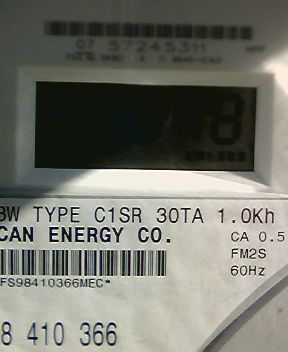 07 57245311
8
3W TYPE C1SR 30TA 1.0Kh
CAN ENERGY CO.
CA 0.5
FM2S
60Hz
FS98410366MEC*
8 410 366